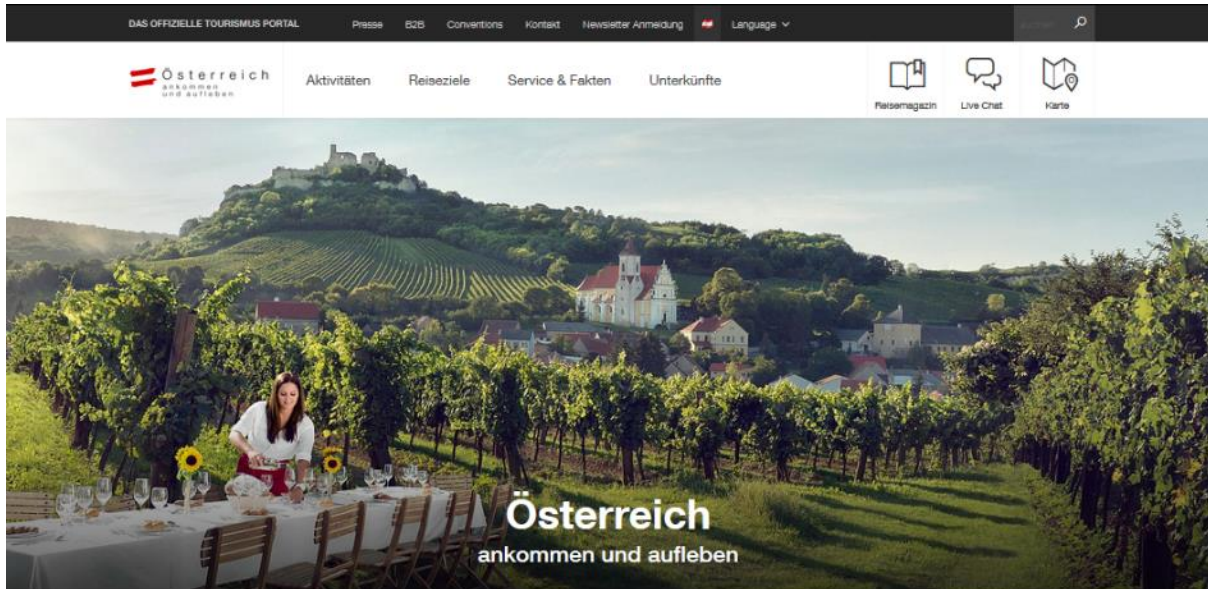 DAS OFFIZIELLE TOURISMUS PORTAL Presse B2B Conventions Kontakt Newsletter Anmeldung Language
Österreich
ankommen
und aufleben
Aktivitäten Reiseziele Service & Fakten Unterkünfte
Reisemagazin Live Chat Karte
Österreich
ankommen und aufleben